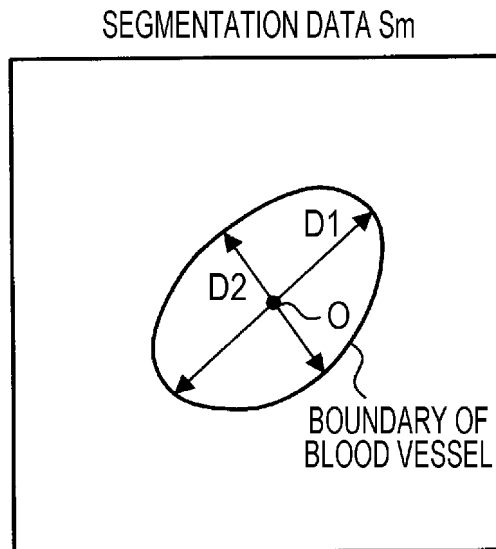 SEGMENTATION DATA Sm
D1
D2
O
BOUNDARY OF
BLOOD VESSEL